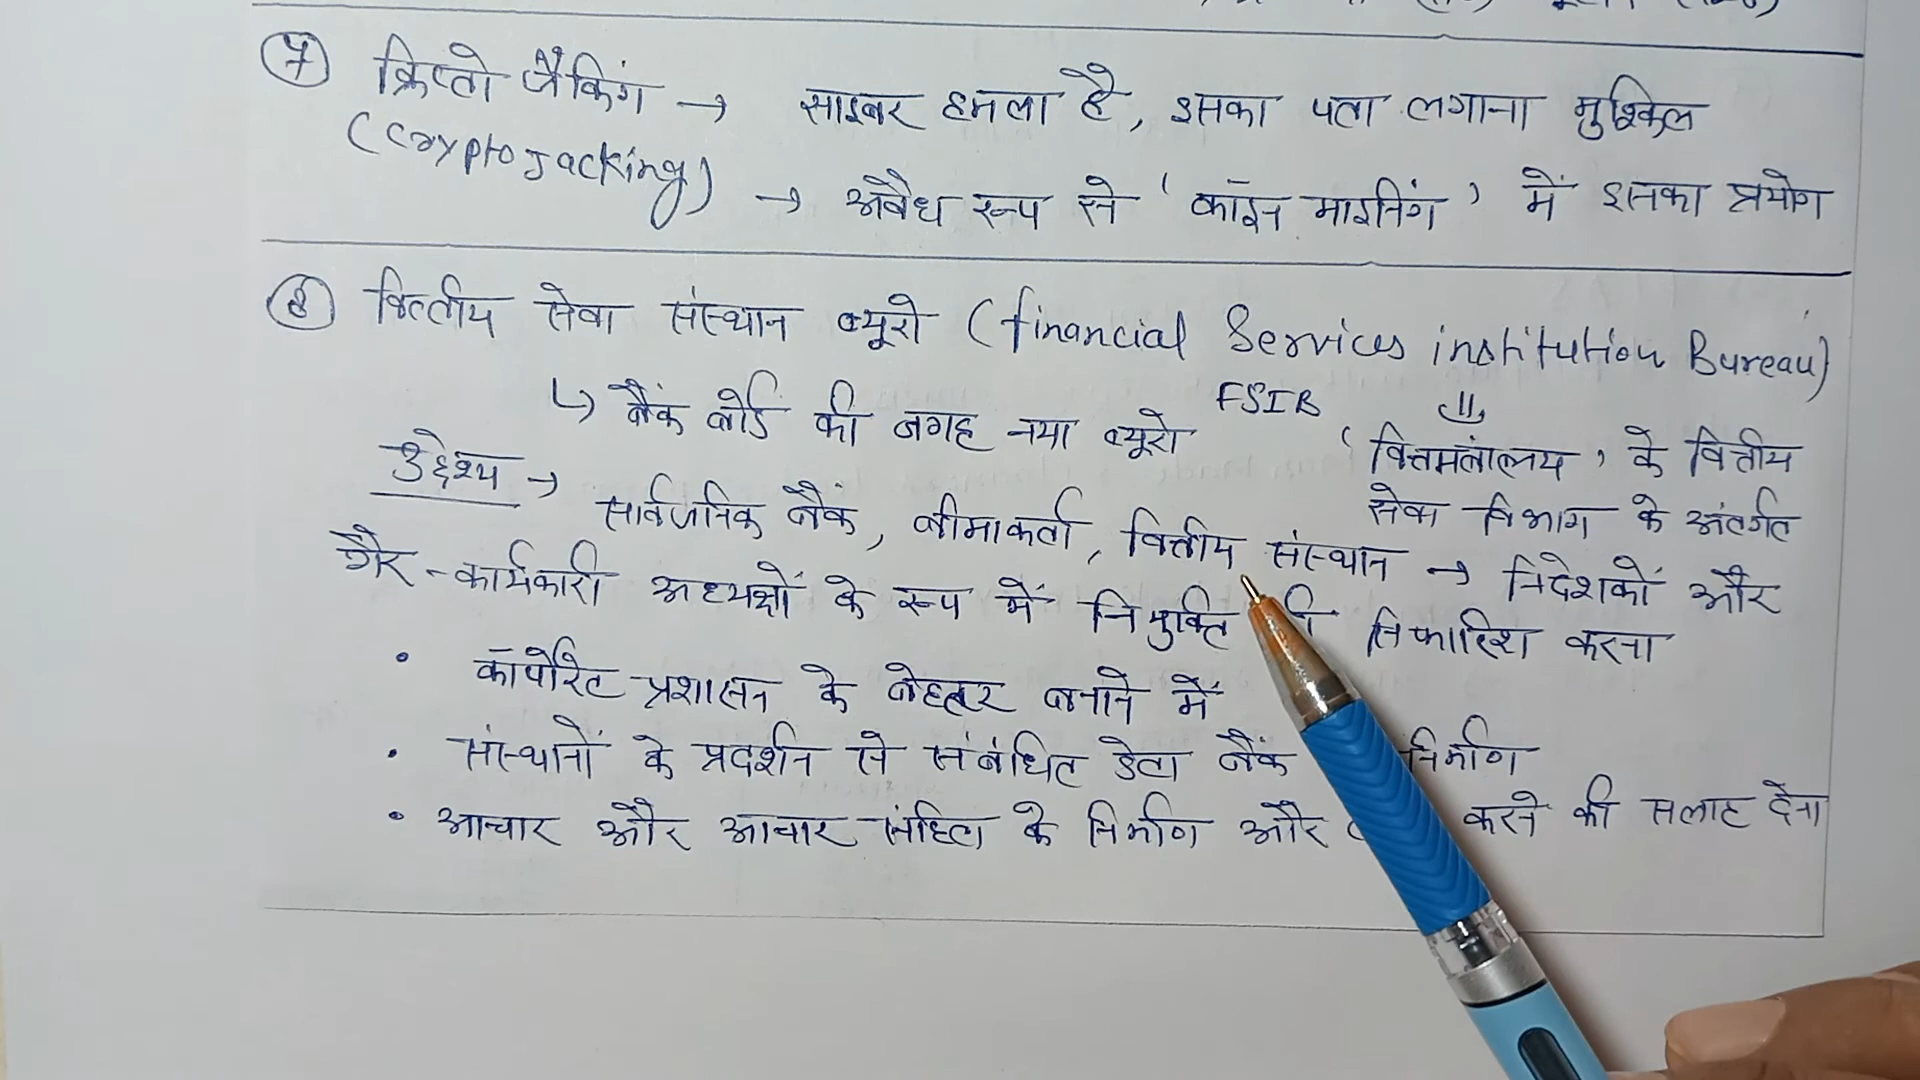 ७ क्रिप्टो जैकिंग → साइबर हमला है, इसका पता लगाना मुश्किल
(Cryptojacking) → अवैध रूप से 'कॉइन माइनिंग' में इसका प्रयोग
८ वित्तीय सेवा संस्थान ब्यूरो (financial Services institution Bureau)
↳ बैंक बोर्ड की जगह नया ब्यूरो FSIB ⇓
'वित्तमंत्रालय' के वित्तीय
सेवा विभाग के अंतर्गत
उद्देश्य → सार्वजनिक बैंक, बीमाकर्ता, वित्तीय संस्थान → निदेशकों और
गैर-कार्यकारी अध्यक्षों के रूप में नियुक्ति सिफारिश करना
• कॉर्पोरेट प्रशासन के बेहतर बनाने में
• संस्थानों के प्रदर्शन से संबंधित डेटा बैंक निर्माण
• आचार और आचार संहिता के निर्माण और करने की सलाह देना